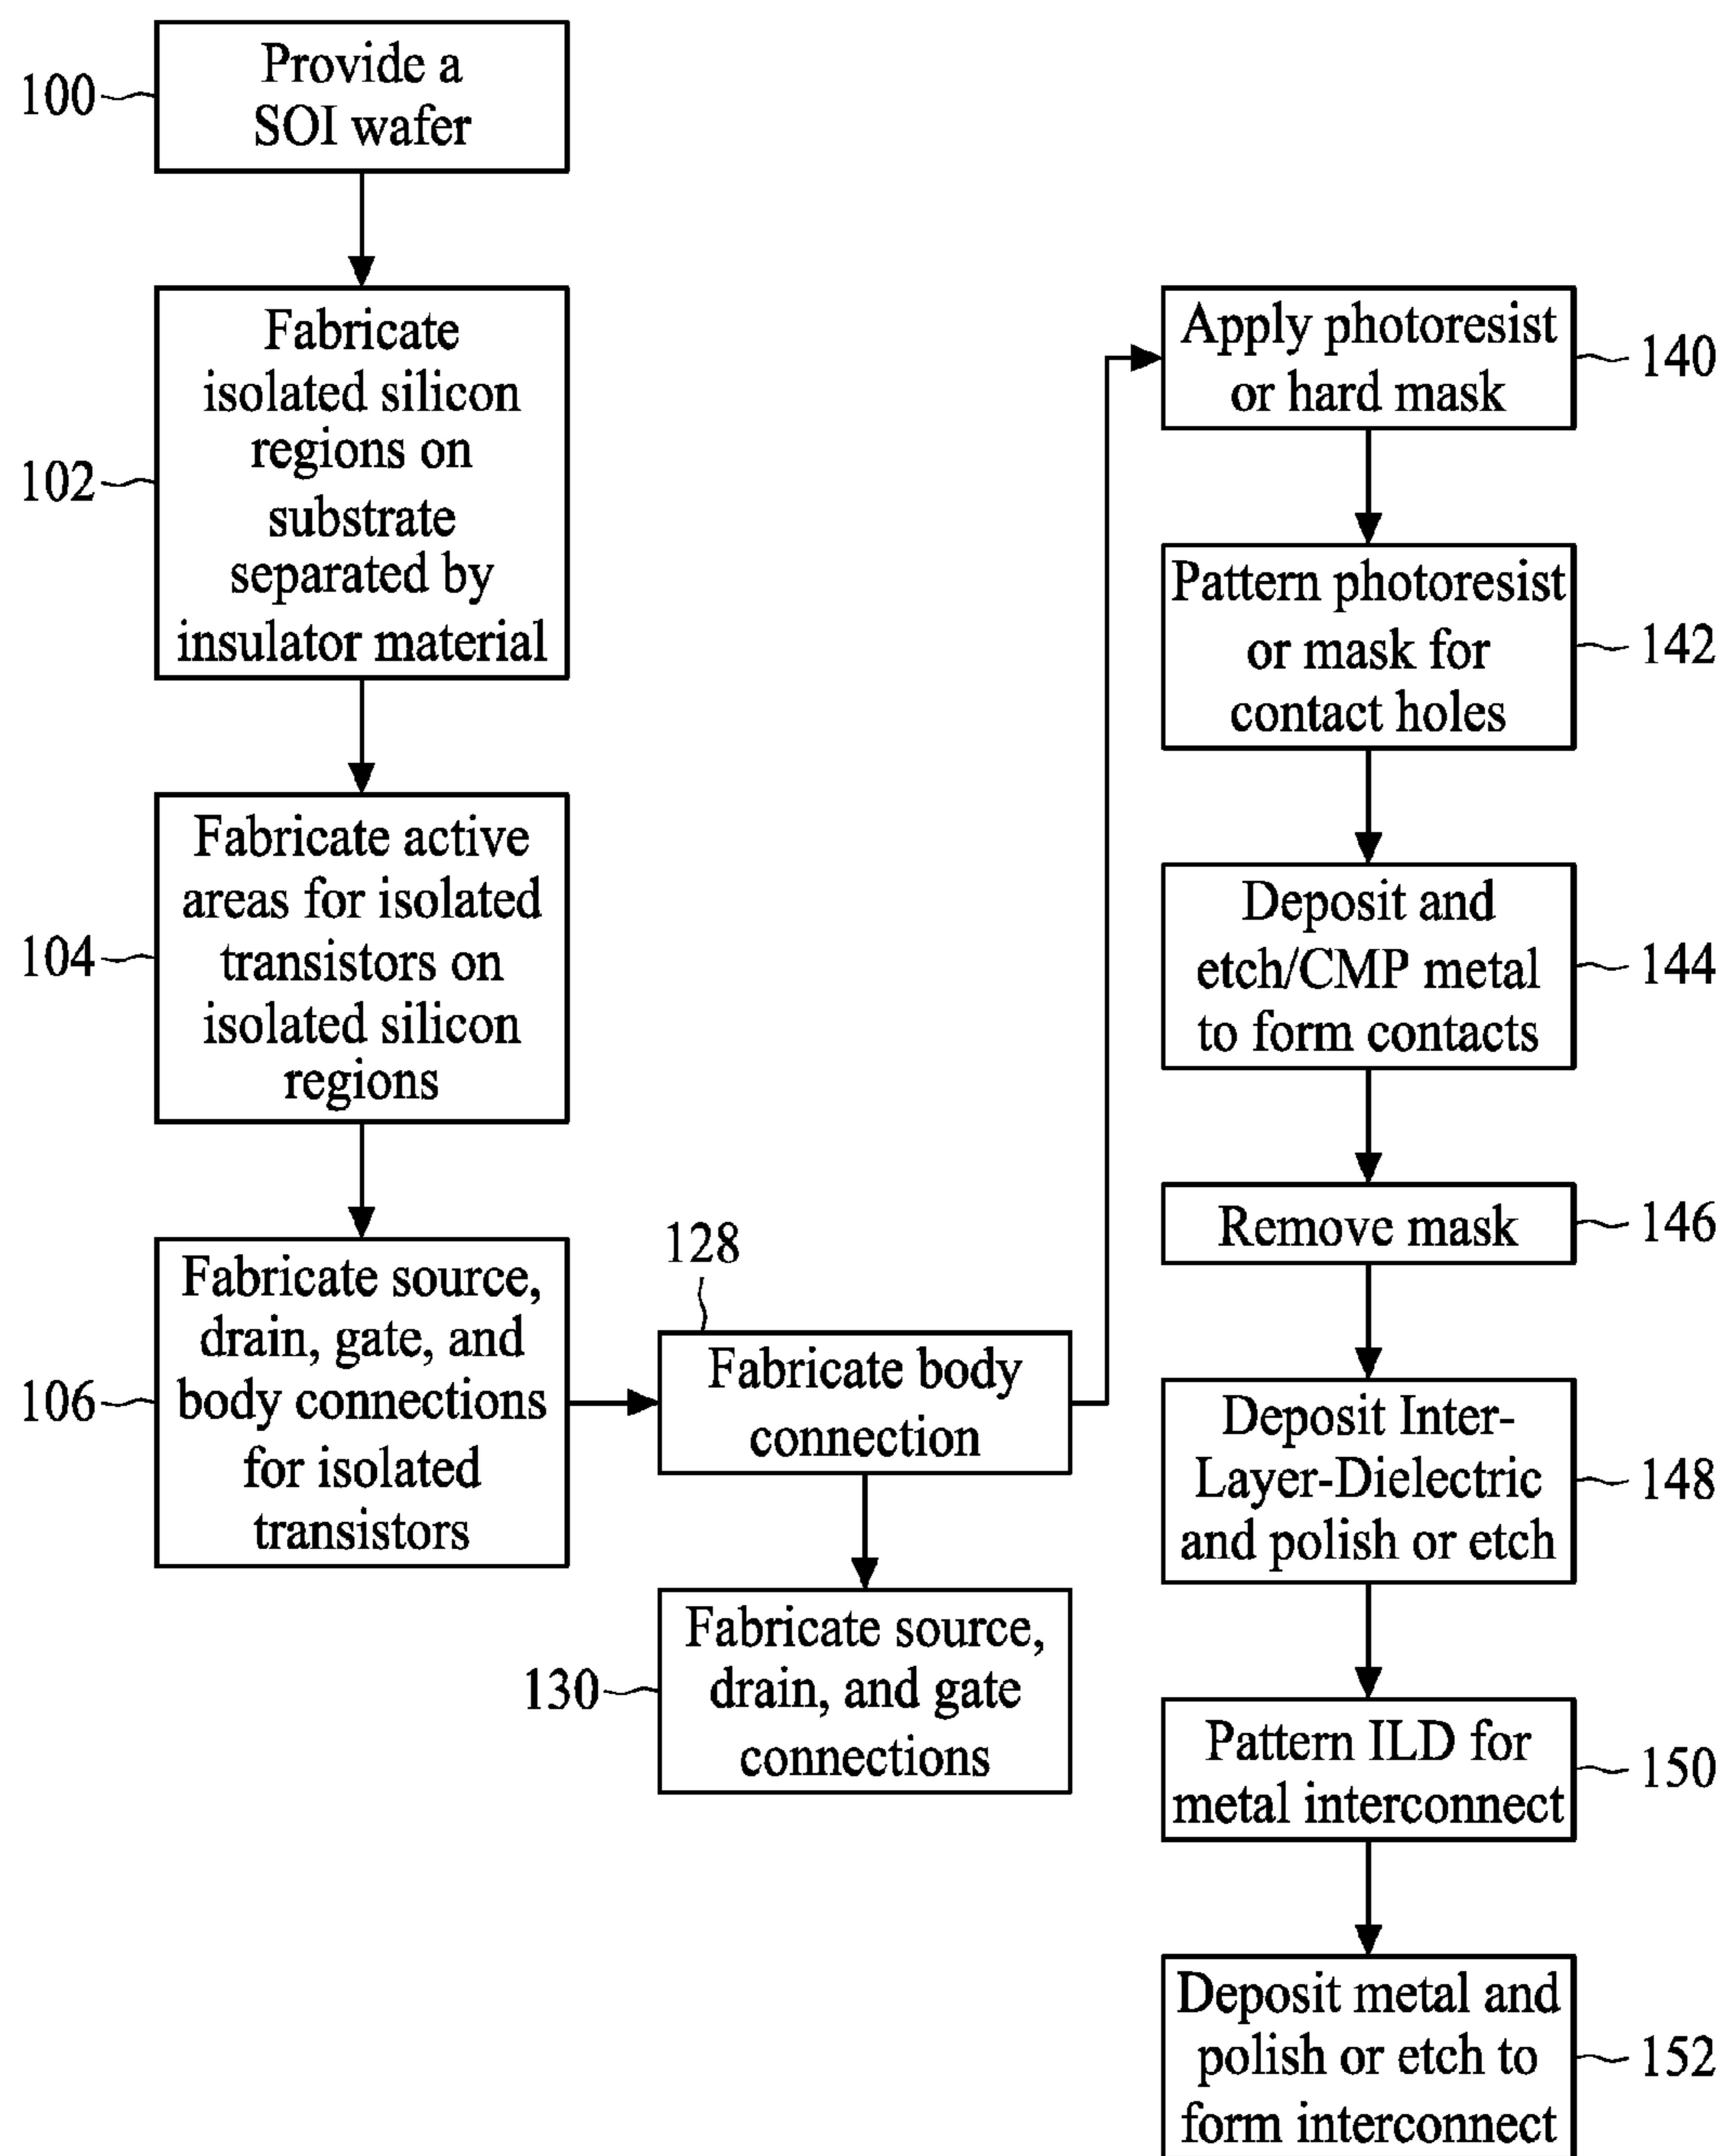 100
Provide a
SOI wafer
102
Fabricate
isolated silicon
regions on
substrate
separated by
insulator material
104
Fabricate active
areas for isolated
transistors on
isolated silicon
regions
106
Fabricate source,
drain, gate, and
body connections
for isolated
transistors
128
Fabricate body
connection
130
Fabricate source,
drain, and gate
connections
Apply photoresist
or hard mask
140
Pattern photoresist
or mask for
contact holes
142
Deposit and
etch/CMP metal
to form contacts
144
Remove mask
146
Deposit Inter-
Layer-Dielectric
and polish or etch
148
Pattern ILD for
metal interconnect
150
Deposit metal and
polish or etch to
form interconnect
152